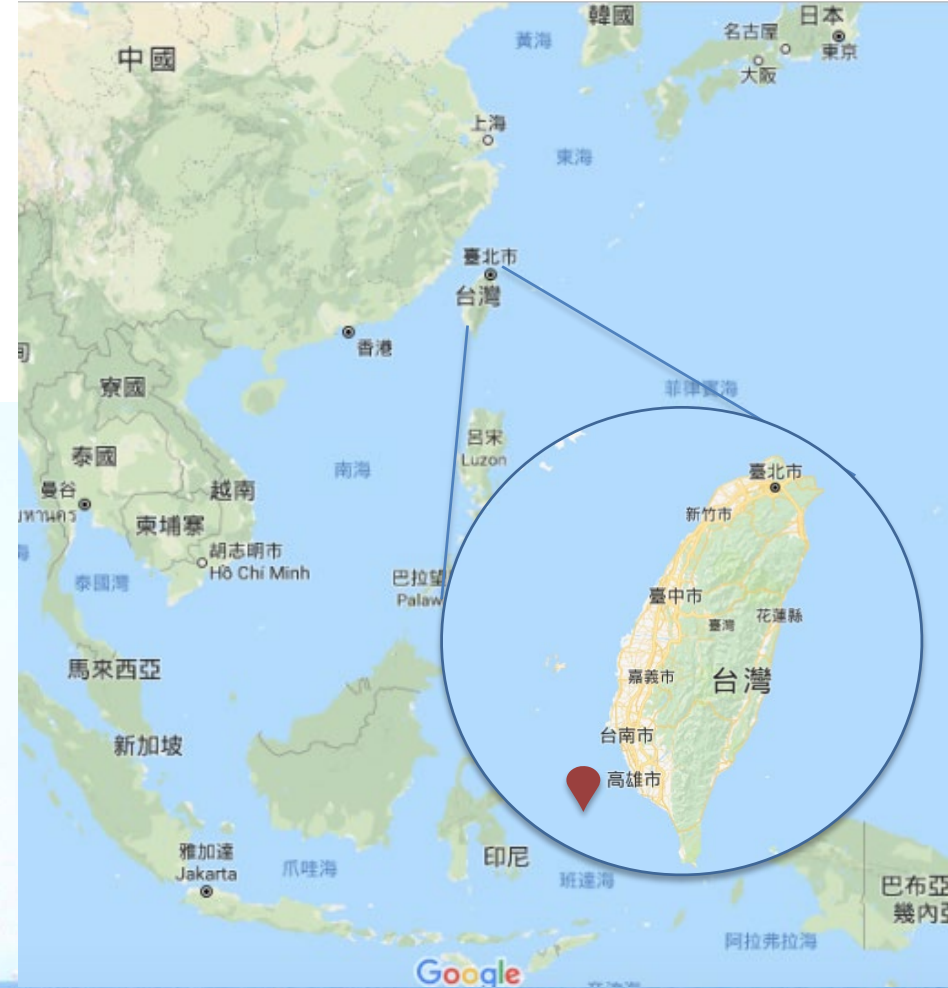 韓國
日本
名古屋
黃海
東京
中國
大阪
上海
東海
臺北市
台灣
香港
寮國
菲律賓海
呂宋
Luzon
泰國
南海
曼谷
越南
柬埔寨
胡志明市
Hồ Chí Minh
泰國灣
巴拉望
Palaw
臺北市
新竹市
臺中市
花蓮縣
臺灣
嘉義市
台灣
台南市
高雄市
馬來西亞
新加坡
雅加達
Jakarta
爪哇海
印尼
班達海
巴布亞
幾內亞
阿拉弗拉海
Google